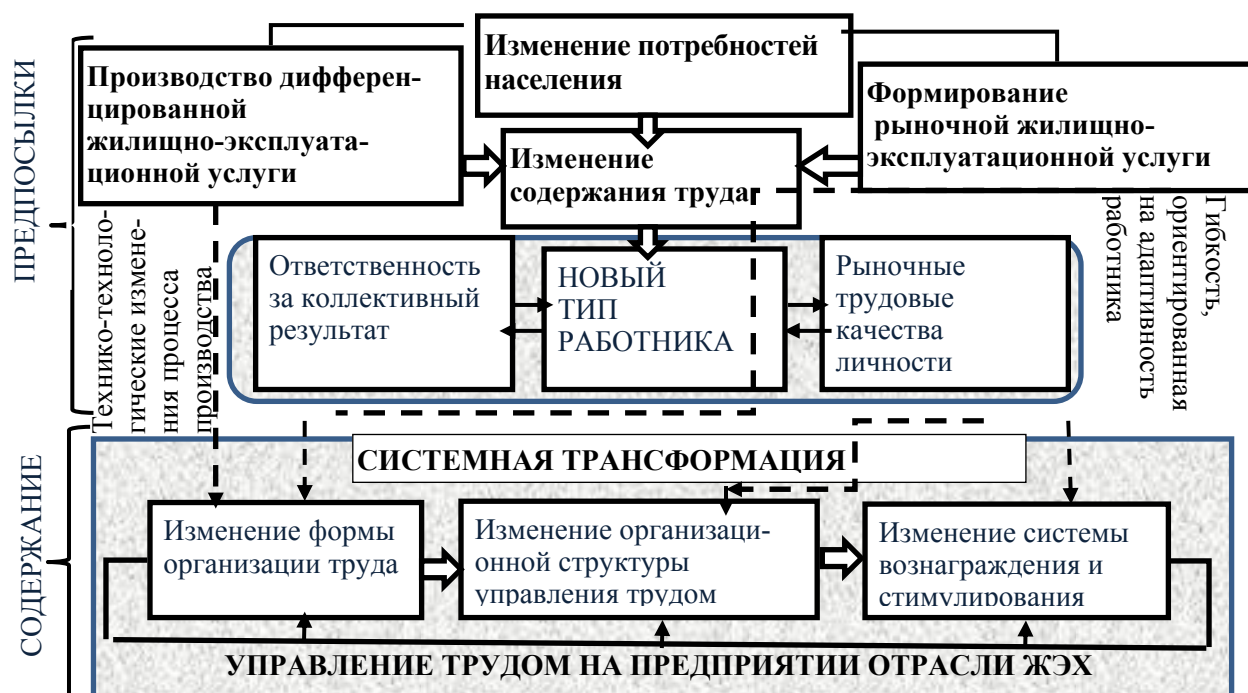 ПРЕДПОСЫЛКИ
Изменение потребностей
населения
Производство дифферен-
цированной
жилищно-эксплуата-
ционной услуги
Формирование
рыночной жилищно-
эксплуатационной услуги
Изменение
содержания труда
Технико-техноло-
гические измене-
ния процесса
производства
Гибкость,
ориентированная
на адаптивность
работника
Ответственность
за коллективный
результат
НОВЫЙ
ТИП
РАБОТНИКА
Рыночные
трудовые
качества
личности
СОДЕРЖАНИЕ
СИСТЕМНАЯ ТРАНСФОРМАЦИЯ
Изменение формы
организации труда
Изменение организаци-
онной структуры
управления трудом
Изменение системы
вознаграждения и
стимулирования
УПРАВЛЕНИЕ ТРУДОМ НА ПРЕДПРИЯТИИ ОТРАСЛИ ЖЭХ